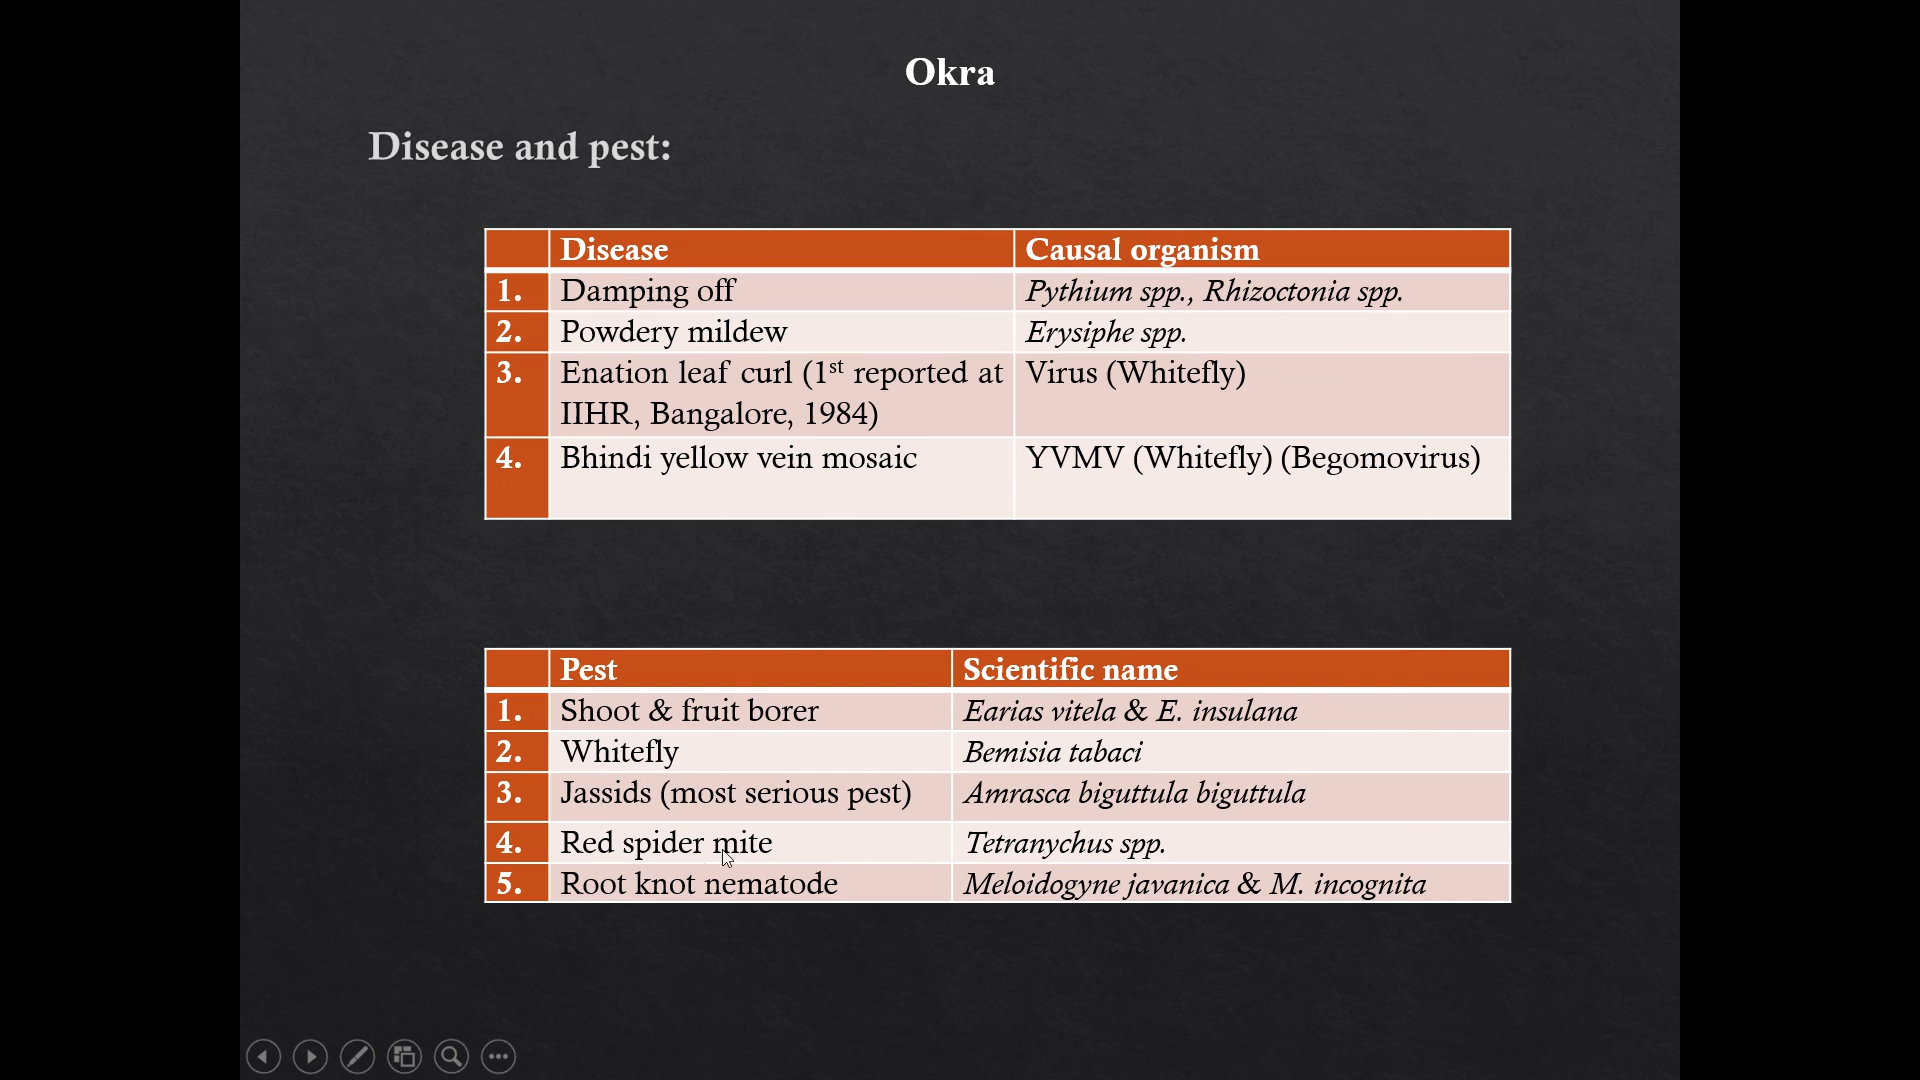 Okra
Disease and pest:
Disease Causal organism
1. Damping off Pythium spp., Rhizoctonia spp.
2. Powdery mildew Erysiphe spp.
3. Enation leaf curl (1st reported at Virus (Whitefly)
IIHR, Bangalore, 1984)
4. Bhindi yellow vein mosaic YVMV (Whitefly) (Begomovirus)
Pest Scientific name
1. Shoot & fruit borer Earias vitela & E. insulana
2. Whitefly Bemisia tabaci
3. Jassids (most serious pest) Amrasca biguttula biguttula
4. Red spider mite Tetranychus spp.
5. Root knot nematode Meloidogyne javanica & M. incognita